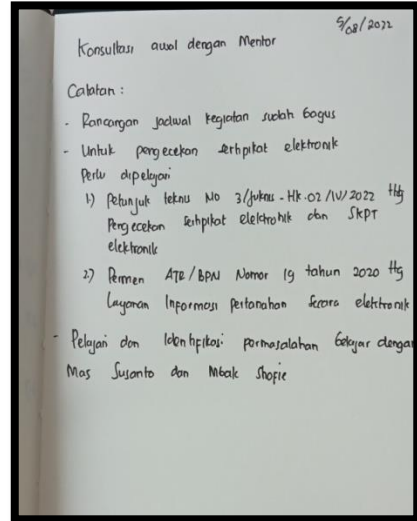 5/08/2022
Konsultasi awal dengan Mentor
Catatan :
- Rancangan jadwal kegiatan sudah bagus
- Untuk pengecekan sertipikat elektronik
Perlu dipelajari
1) Petunjuk teknis No 3/Juknis-HK.02/IV/2022 ttg
Pengecekan Sertipikat elektronik dan SKPT
elektronik
2) Permen ATR/BPN Nomor 19 tahun 2020 ttg
Layanan Informasi pertanahan secara elektronik
- Pelajari dan Identifikasi permasalahan belajar dengan
Mas Susanto dan Mbak Shofie